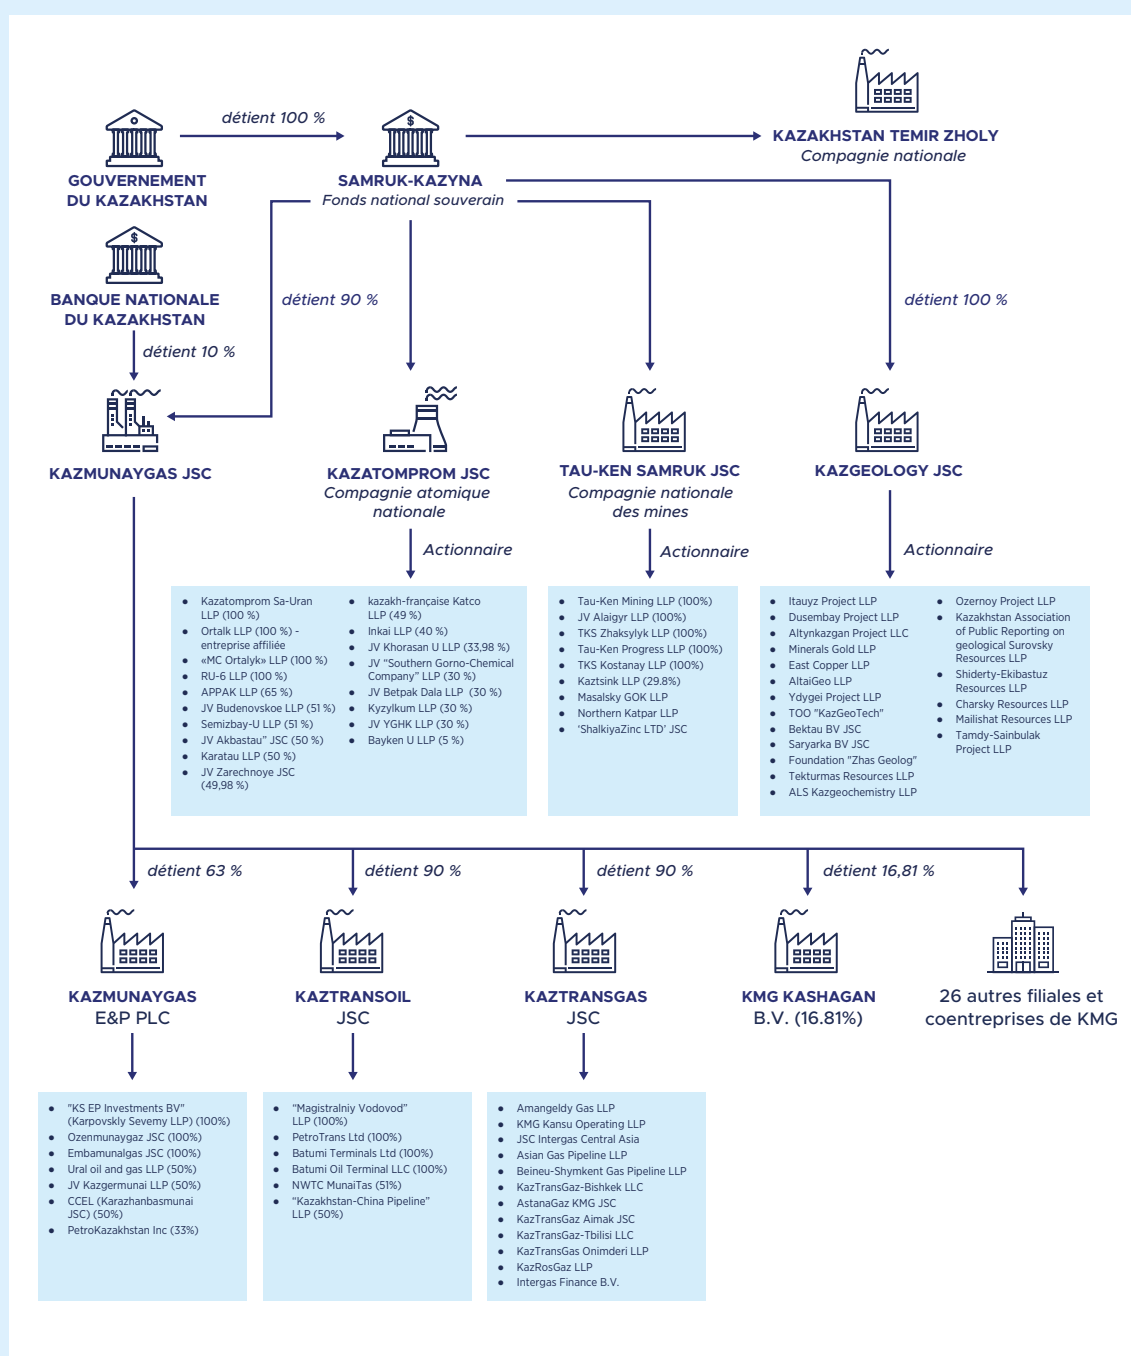 détient 100 %
KAZAKHSTAN TEMIR ZHOLY
Compagnie nationale
GOUVERNEMENT
DU KAZAKHSTAN
$
SAMRUK-KAZYNA
Fonds national souverain
$
BANQUE NATIONALE
DU KAZAKHSTAN
détient 90 %
détient 100 %
détient 10 %
KAZMUNAYGAS JSC
KAZATOMPROM JSC
Compagnie atomique
nationale
TAU-KEN SAMRUK JSC
Compagnie nationale
des mines
KAZGEOLOGY JSC
Actionnaire
Actionnaire
Actionnaire
• Kazatomprom Sa-Uran
LLP (100 %)
• Ortalk LLP (100 %) -
entreprise affiliée
• «MC Ortalyk» LLP (100 %)
• RU-6 LLP (100 %)
• APPAK LLP (65 %)
• JV Budenovskoe LLP (51 %)
• Semizbay-U LLP (51 %)
• JV Akbastau” JSC (50 %)
• Karatau LLP (50 %)
• JV Zarechnoye JSC
(49,98 %)
• kazakh-française Katco
LLP (49 %)
• Inkai LLP (40 %)
• JV Khorasan U LLP (33,98 %)
• JV “Southern Gorno-Chemical
Company” LLP (30 %)
• JV Betpak Dala LLP (30 %)
• Kyzylkum LLP (30 %)
• JV YGHK LLP (30 %)
• Bayken U LLP (5 %)
• Tau-Ken Mining LLP (100%)
• JV Alaigyr LLP (100%)
• TKS Zhaksylyk LLP (100%)
• Tau-Ken Progress LLP (100%)
• TKS Kostanay LLP (100%)
• Kaztsink LLP (29.8%)
• Masalsky GOK LLP
• Northern Katpar LLP
• ‘ShalkiyaZinc LTD’ JSC
• Itauyz Project LLP
• Dusembay Project LLP
• Altynkazgan Project LLC
• Minerals Gold LLP
• East Copper LLP
• AltaiGeo LLP
• Ydygei Project LLP
• TOO "KazGeoTech"
• Bektau BV JSC
• Saryarka BV JSC
• Foundation "Zhas Geolog"
• Tekturmas Resources LLP
• ALS Kazgeochemistry LLP
• Ozernoy Project LLP
• Kazakhstan Association
of Public Reporting on
geological Surovsky
Resources LLP
• Shiderty-Ekibastuz
Resources LLP
• Charsky Resources LLP
• Mailishat Resources LLP
• Tamdy-Sainbulak
Project LLP
détient 63 %
détient 90 %
détient 90 %
détient 16,81 %
KAZMUNAYGAS
E&P PLC
KAZTRANSOIL
JSC
KAZTRANSGAS
JSC
KMG KASHAGAN
B.V. (16.81%)
26 autres filiales et
coentreprises de KMG
• "KS EP Investments BV"
(Karpovskly Sevemy LLP) (100%)
• Ozenmunaygaz JSC (100%)
• Embamunalgas JSC (100%)
• Ural oil and gas LLP (50%)
• JV Kazgermunai LLP (50%)
• CCEL (Karazhanbasmunai
JSC) (50%)
• PetroKazakhstan Inc (33%)
• “Magistralniy Vodovod”
LLP (100%)
• PetroTrans Ltd (100%)
• Batumi Terminals Ltd (100%)
• Batumi Oil Terminal LLC (100%)
• NWTC MunaiTas (51%)
• “Kazakhstan-China Pipeline”
LLP (50%)
• Amangeldy Gas LLP
• KMG Kansu Operating LLP
• JSC Intergas Central Asia
• Asian Gas Pipeline LLP
• Beineu-Shymkent Gas Pipeline LLP
• KazTransGaz-Bishkek LLC
• AstanaGaz KMG JSC
• KazTransGaz Aimak JSC
• KazTransGaz-Tbilisi LLC
• KazTransGas Onimderi LLP
• KazRosGaz LLP
• Intergas Finance B.V.